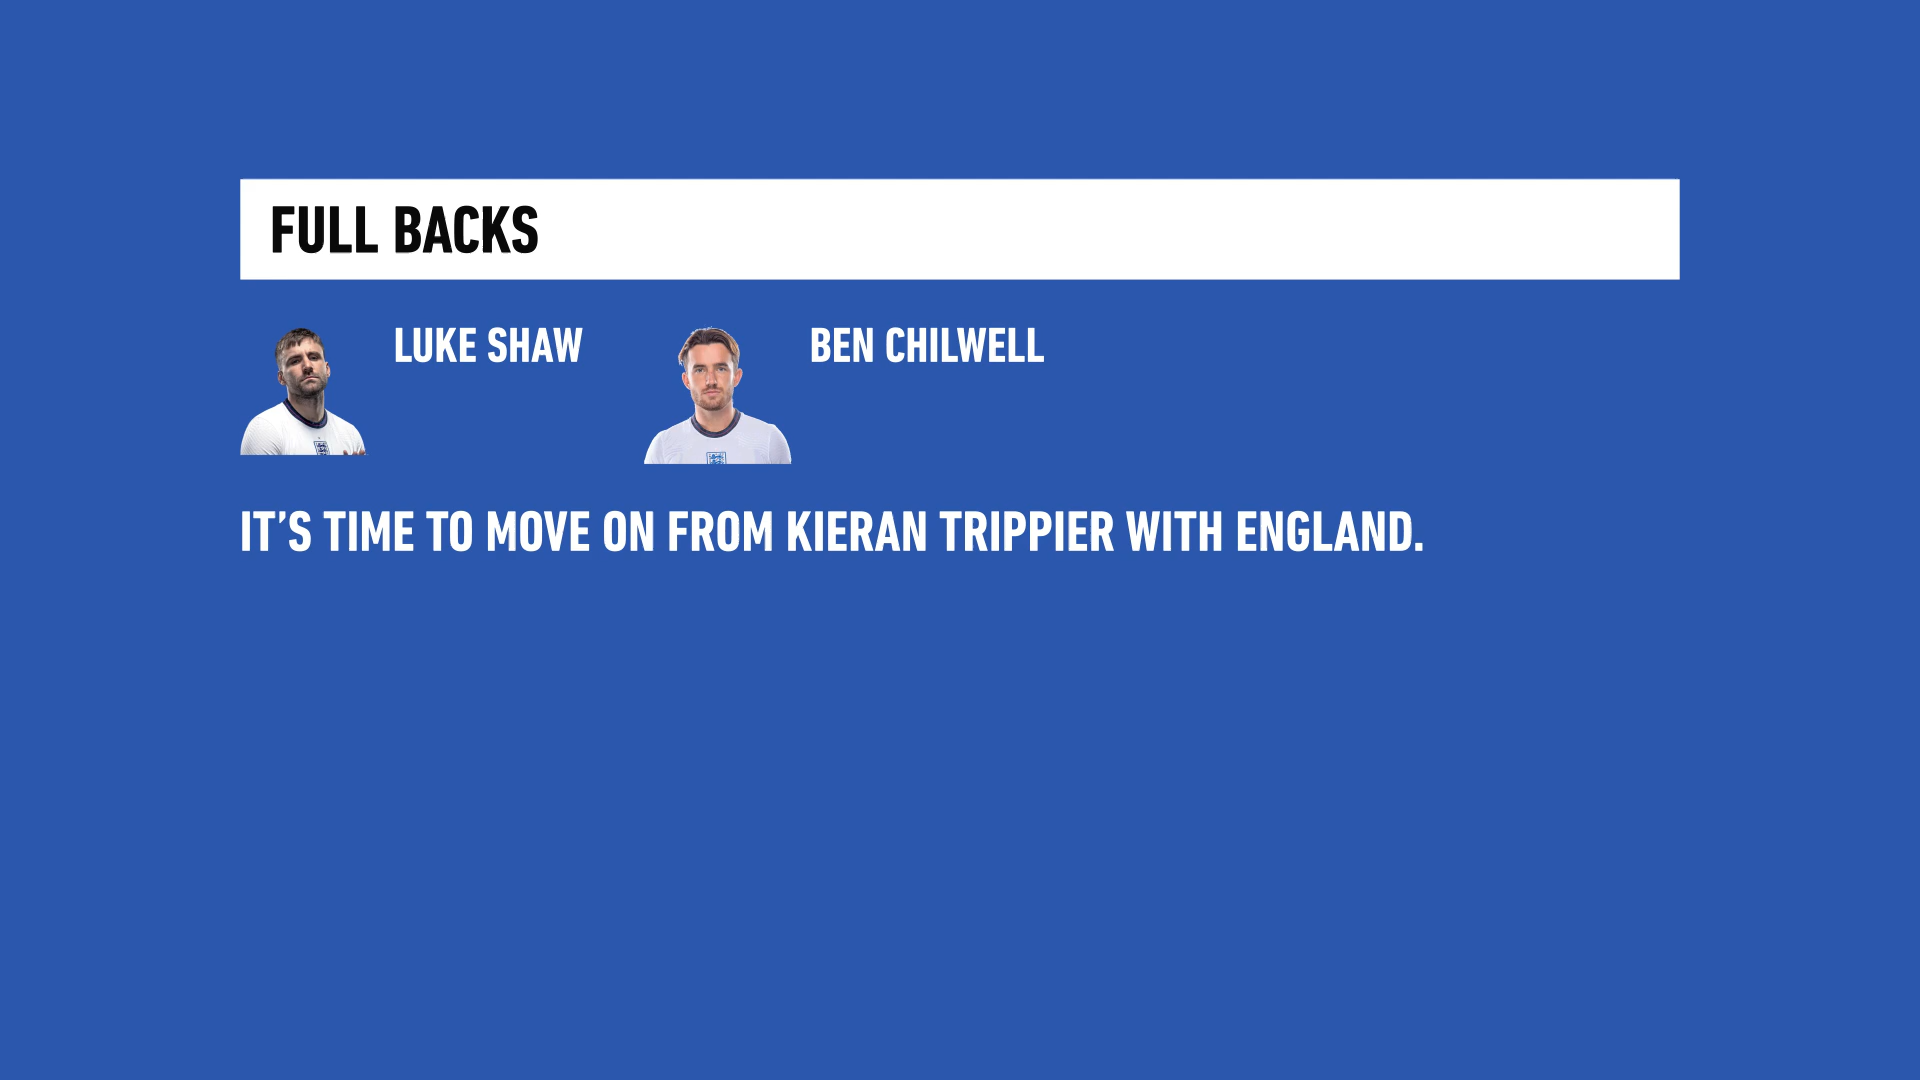 FULL BACKS
LUKE SHAW
BEN CHILWELL
IT’S TIME TO MOVE ON FROM KIERAN TRIPPIER WITH ENGLAND.